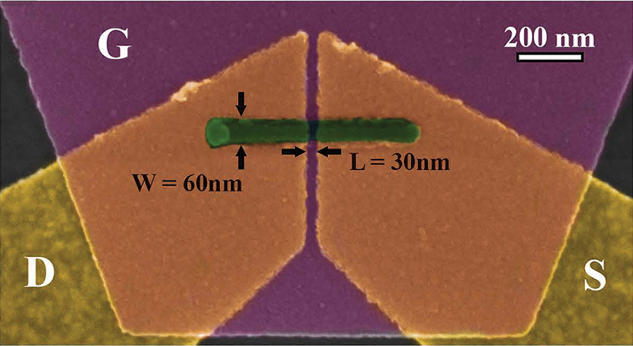 G
200 nm
W = 60nm
L = 30nm
D
S